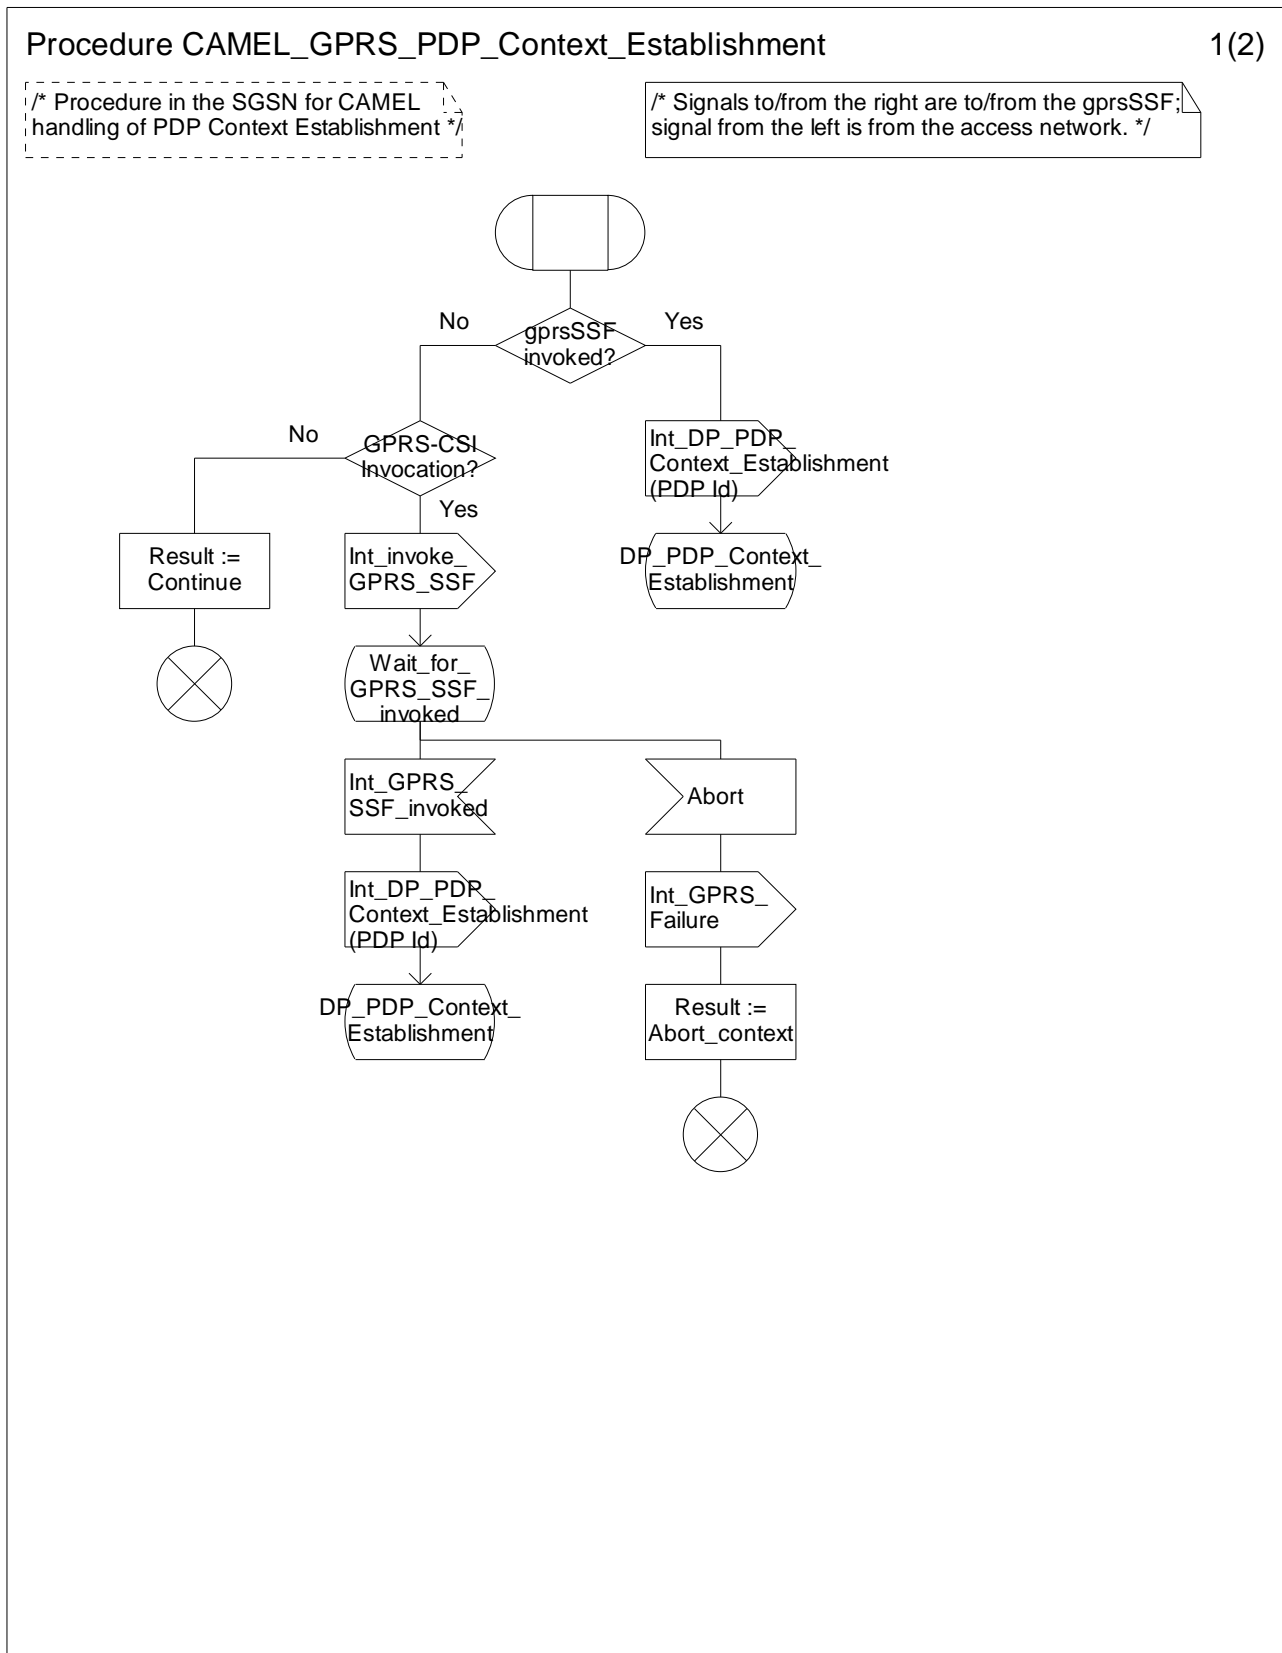 Procedure CAMEL_GPRS_PDP_Context_Establishment
1(2)
/* Procedure in the SGSN for CAMEL
handling of PDP Context Establishment */
/* Signals to/from the right are to/from the gprsSSF;
signal from the left is from the access network. */
No
gprsSSF
invoked?
Yes
No
GPRS-CSI
Invocation?
Yes
Int_DP_PDP_
Context_Establishment
(PDP Id)
Result :=
Continue
Int_invoke_
GPRS_SSF
DP_PDP_Context_
Establishment
Wait_for_
GPRS_SSF_
invoked
Int_GPRS_
SSF_invoked
Abort
Int_DP_PDP_
Context_Establishment
(PDP Id)
Int_GPRS_
Failure
DP_PDP_Context_
Establishment
Result :=
Abort_context